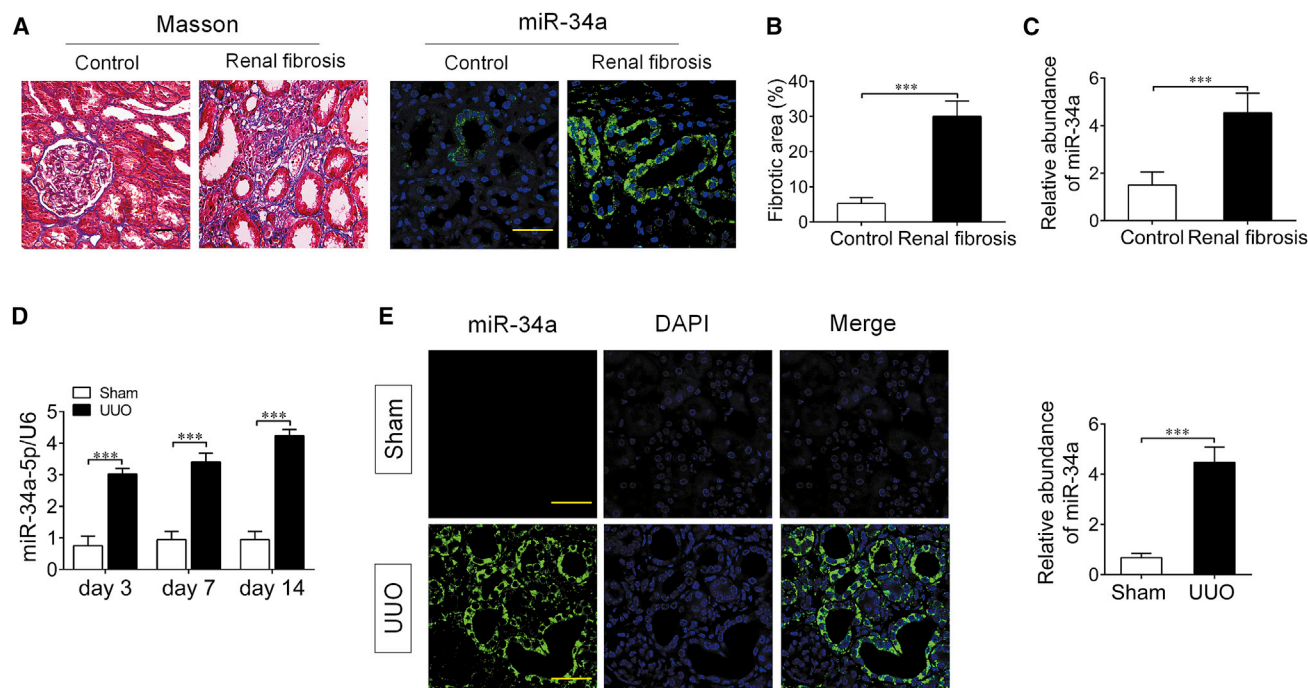 A
Masson
miR-34a
Control
Renal fibrosis
Control
Renal fibrosis
B
Fibrotic area (%)
40
30
20
10
0
***
Control
Renal fibrosis
C
Relative abundance
of miR-34a
6
4
2
0
***
Control
Renal fibrosis
D
miR-34a-5p/U6
Sham
UUO
5
4
3
2
1
0
***
***
***
day 3
day 7
day 14
E
miR-34a
DAPI
Merge
Sham
UUO
Relative abundance
of miR-34a
6
4
2
0
***
Sham
UUO